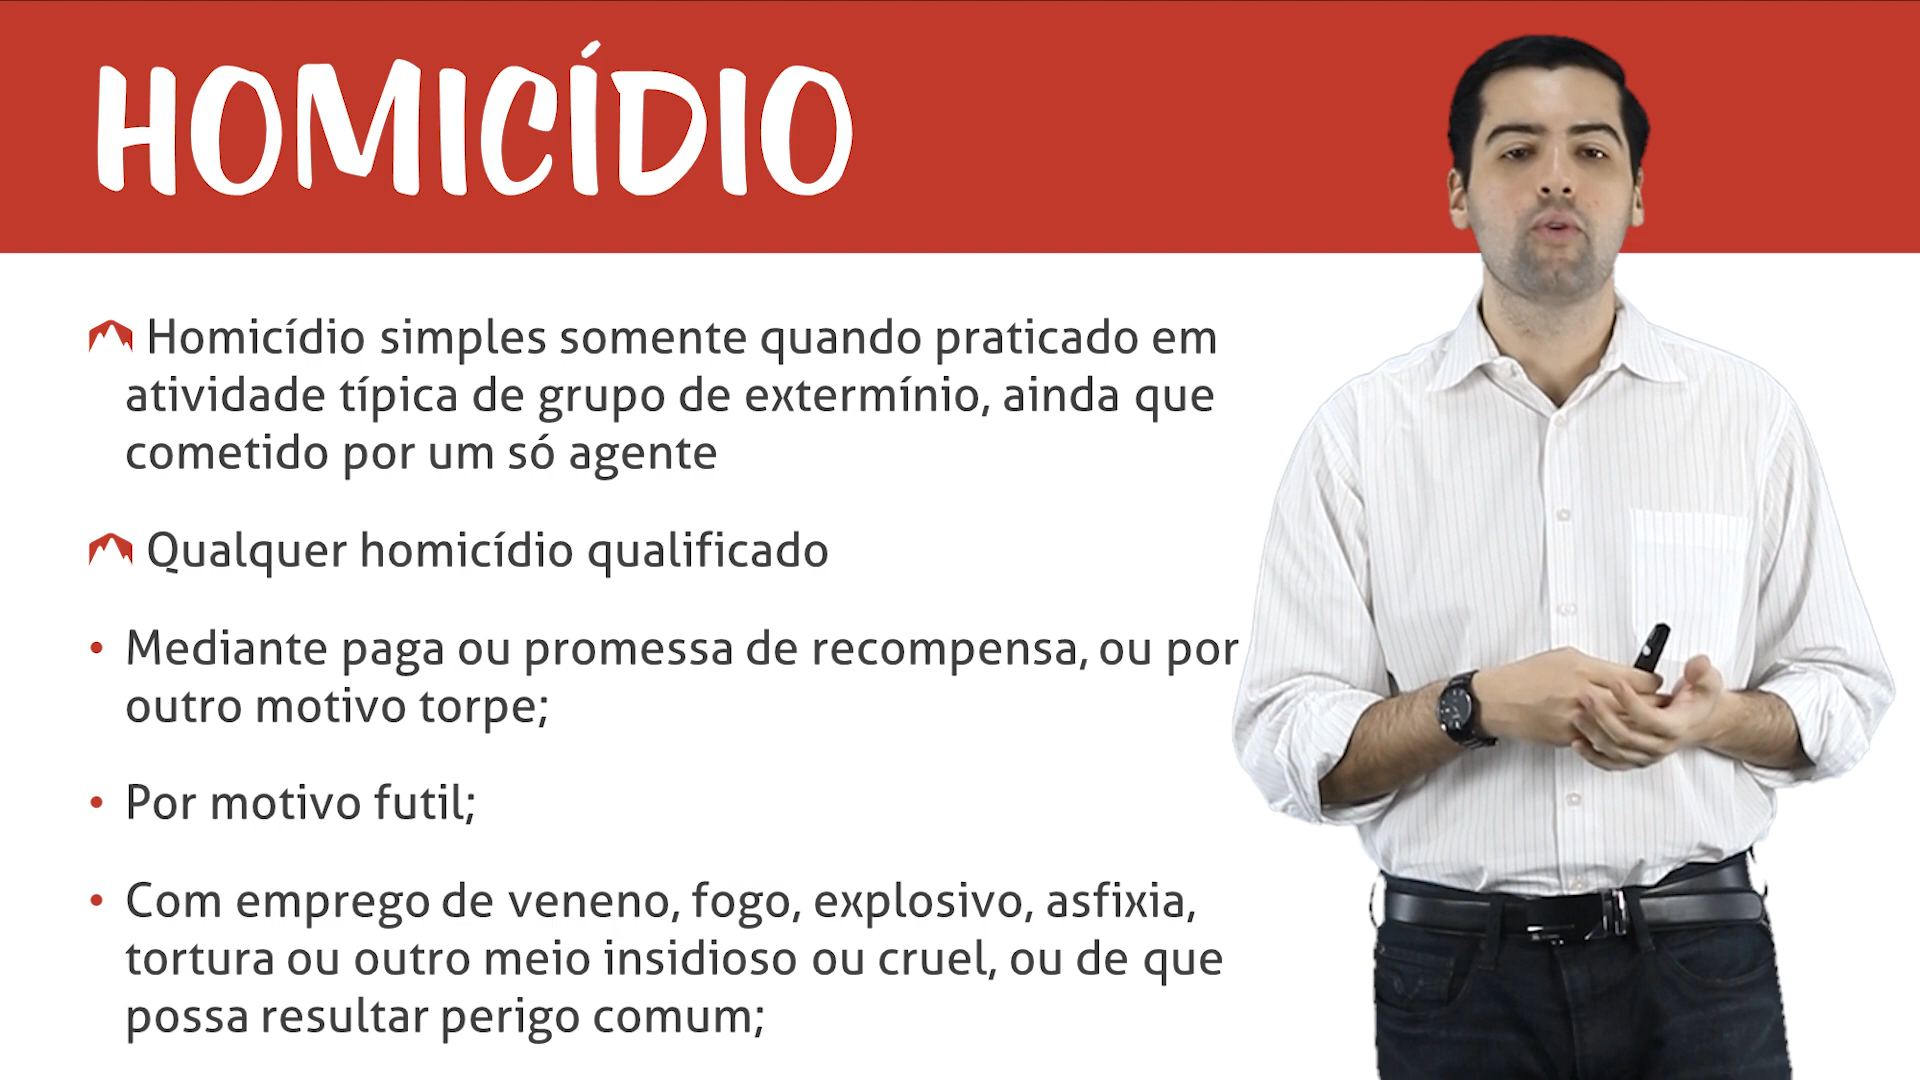 HOMICÍDIO
Homicídio simples somente quando praticado em
atividade típica de grupo de extermínio, ainda que
cometido por um só agente
Qualquer homicídio qualificado
• Mediante paga ou promessa de recompensa, ou por
outro motivo torpe;
• Por motivo futil;
• Com emprego de veneno, fogo, explosivo, asfixia,
tortura ou outro meio insidioso ou cruel, ou de que
possa resultar perigo comum;